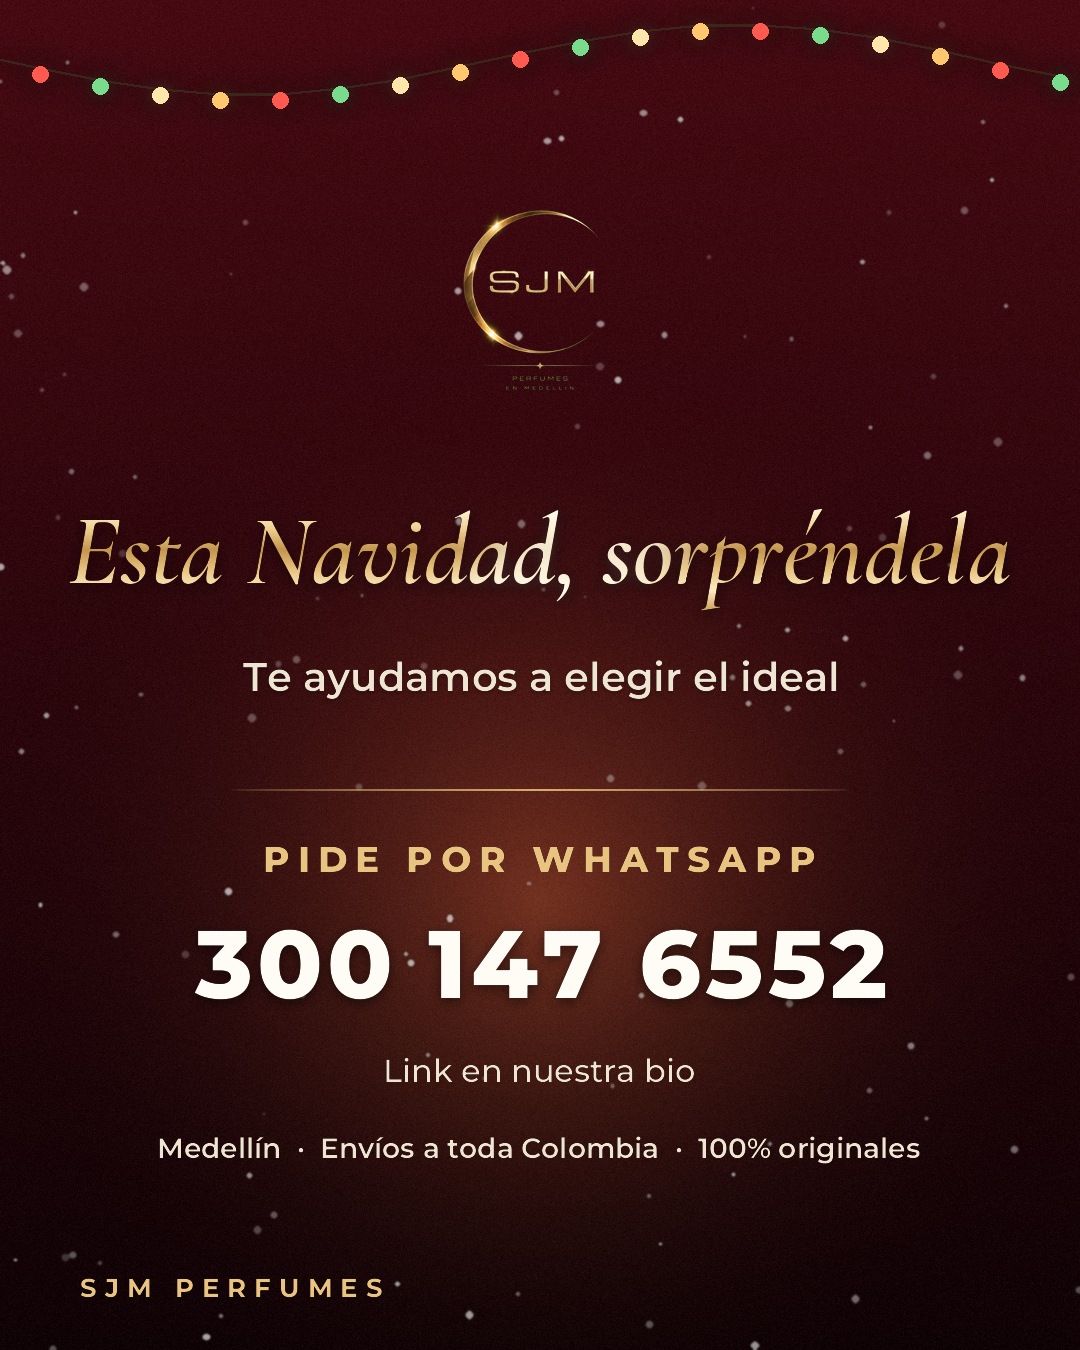 SJM
PERFUMES
EN MEDELLÍN
Esta Navidad, sorpréndela
Te ayudamos a elegir el ideal
PIDE POR WHATSAPP
300 147 6552
Link en nuestra bio
Medellín · Envíos a toda Colombia · 100% originales
SJM PERFUMES